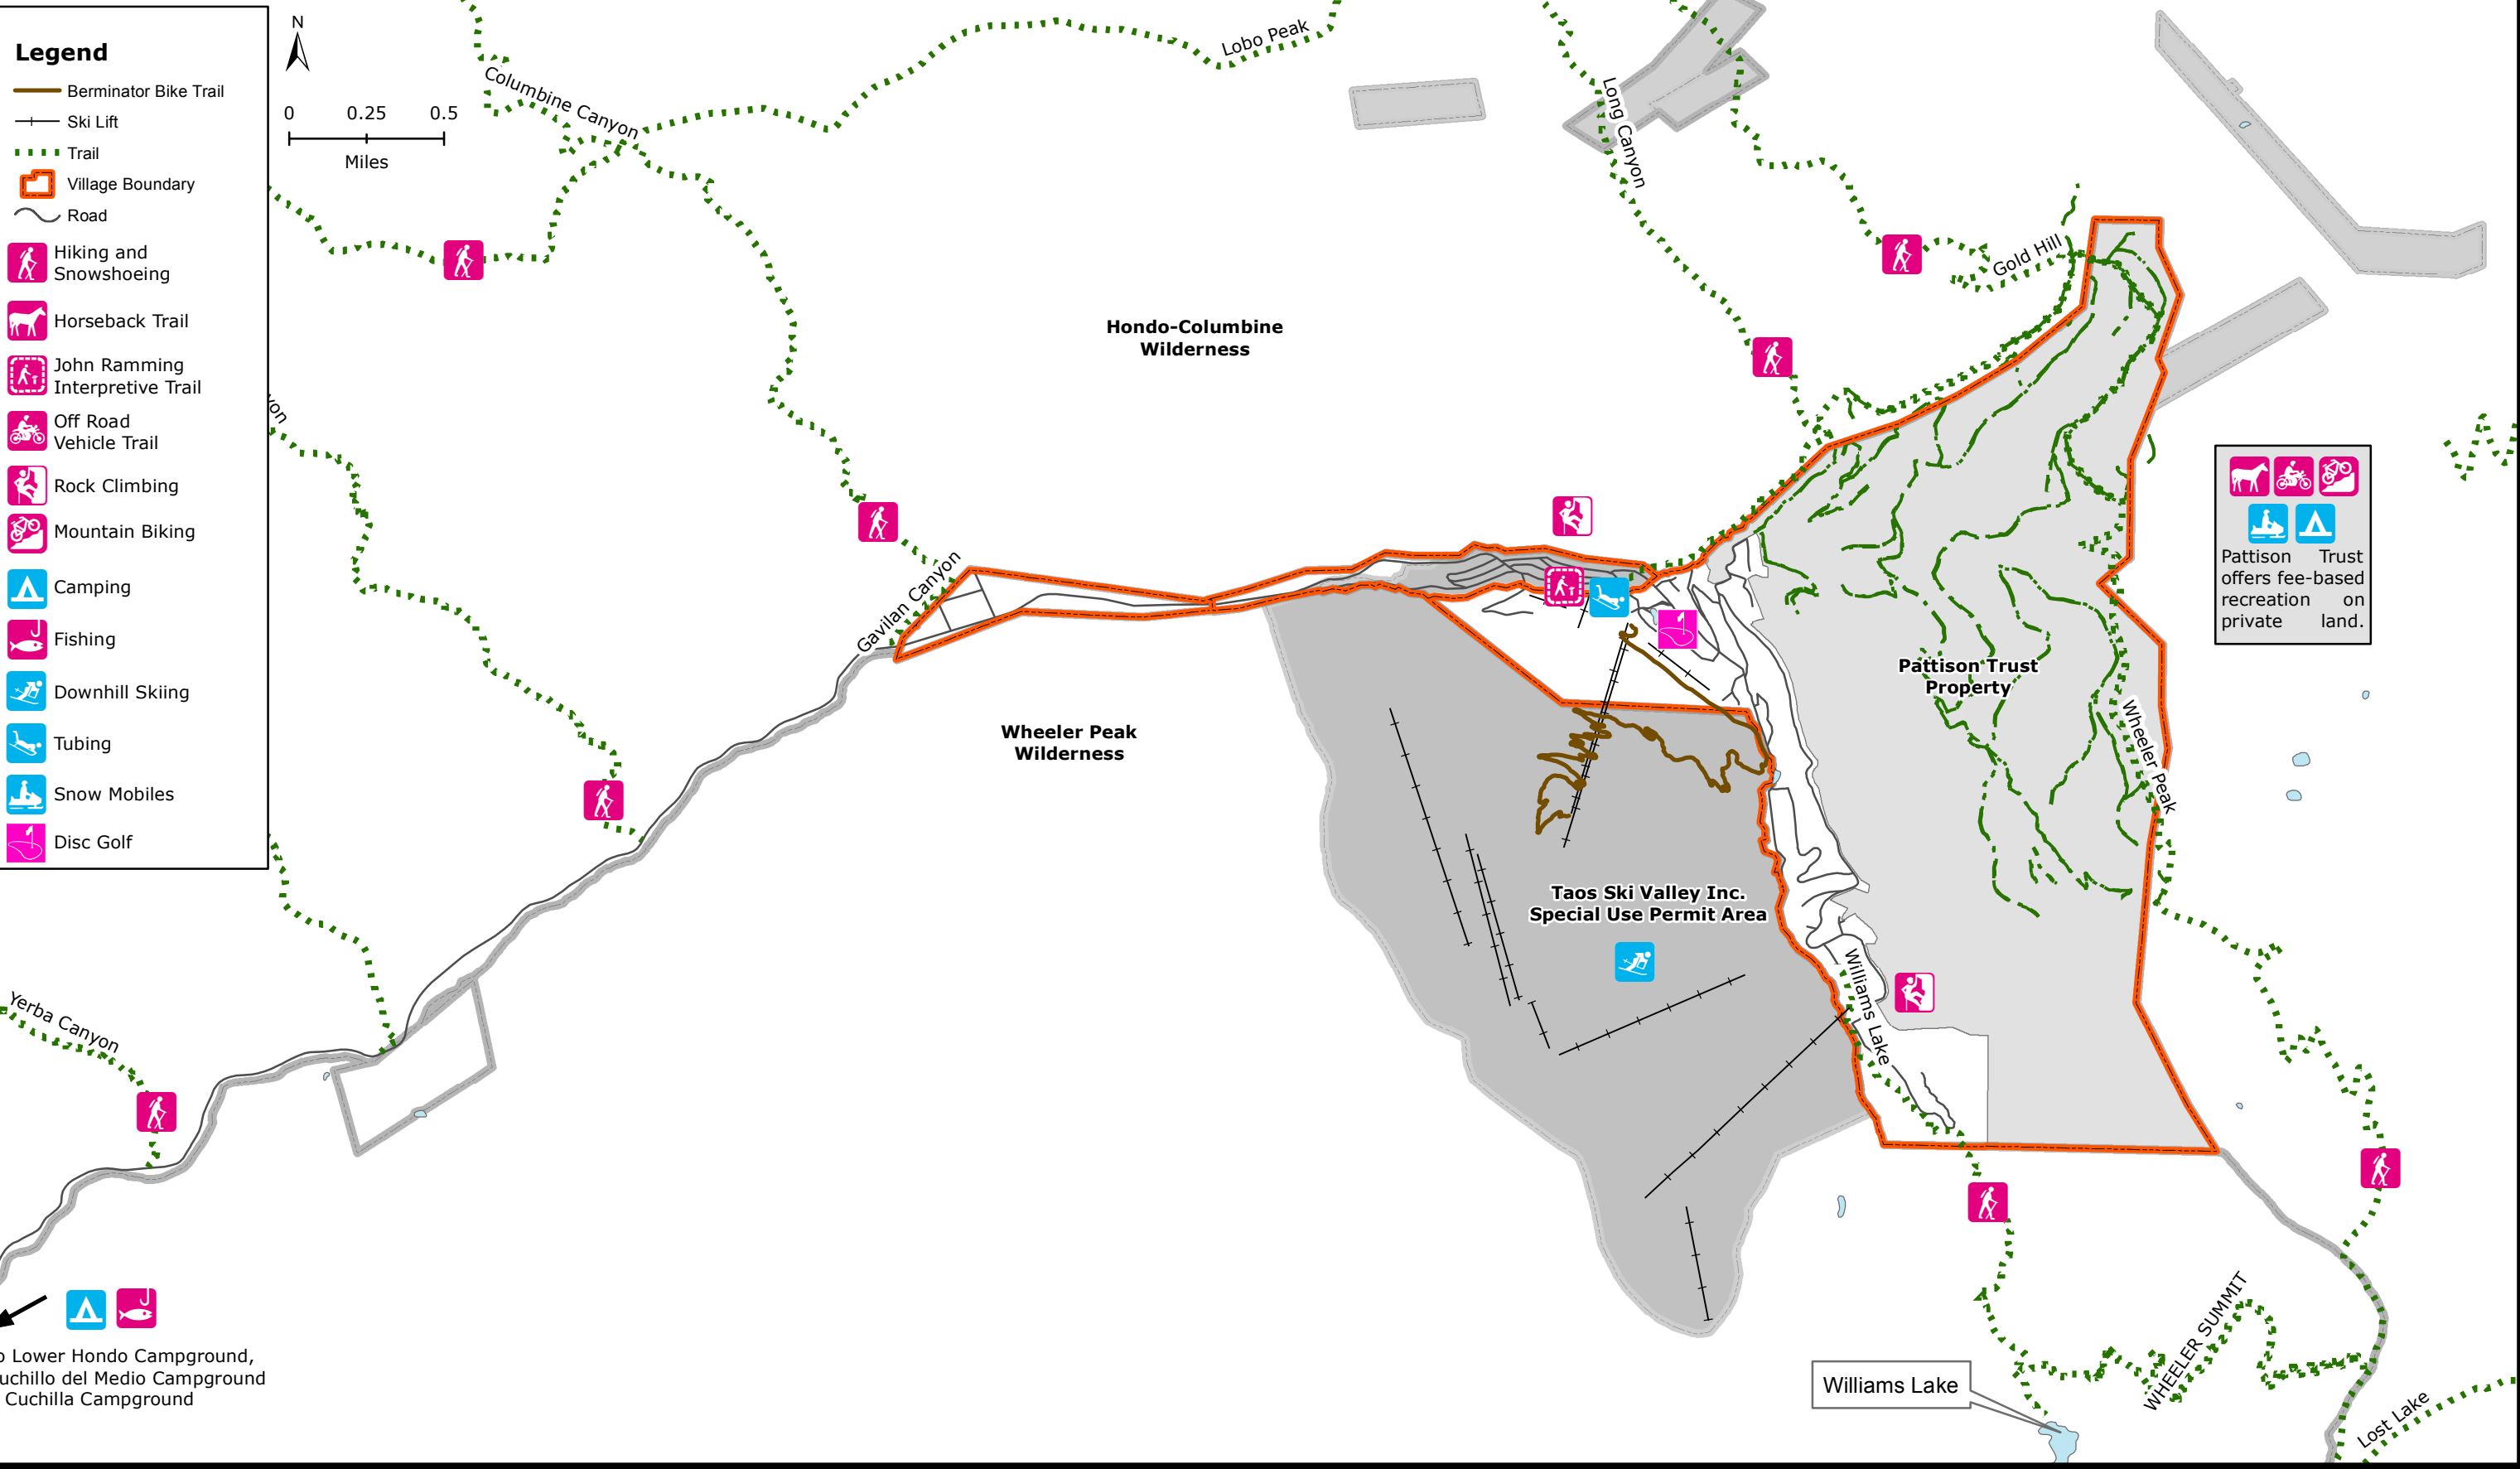 Legend
Berminator Bike Trail
Ski Lift
Trail
Village Boundary
Road
Hiking and
Snowshoeing
Horseback Trail
John Ramming
Interpretive Trail
Off Road
Vehicle Trail
Rock Climbing
Mountain Biking
Camping
Fishing
Downhill Skiing
Tubing
Snow Mobiles
Disc Golf
N
0 0.25 0.5
Miles
Columbine Canyon
Lobo Peak
Long Canyon
Gold Hill
Hondo-Columbine
Wilderness
Gavilan Canyon
Wheeler Peak
Wilderness
Pattison Trust
Property
Wheeler Peak
Pattison Trust
offers fee-based
recreation on
private land.
Taos Ski Valley Inc.
Special Use Permit Area
Williams Lake
Yerba Canyon
yon
Lower Hondo Campground,
uchillo del Medio Campground
Cuchilla Campground
WHEELER SUMMIT
Williams Lake
Lost Lake